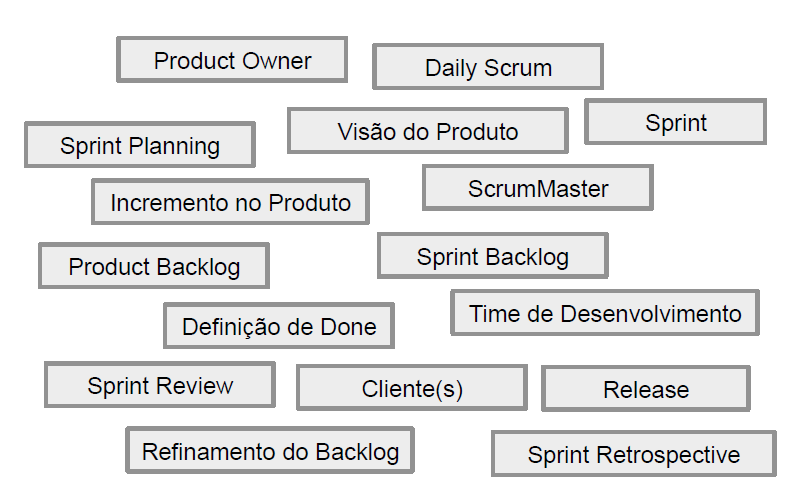 Product Owner
Daily Scrum
Sprint
Visão do Produto
Sprint Planning
ScrumMaster
Incremento no Produto
Sprint Backlog
Product Backlog
Time de Desenvolvimento
Definição de Done
Sprint Review
Cliente(s)
Release
Refinamento do Backlog
Sprint Retrospective